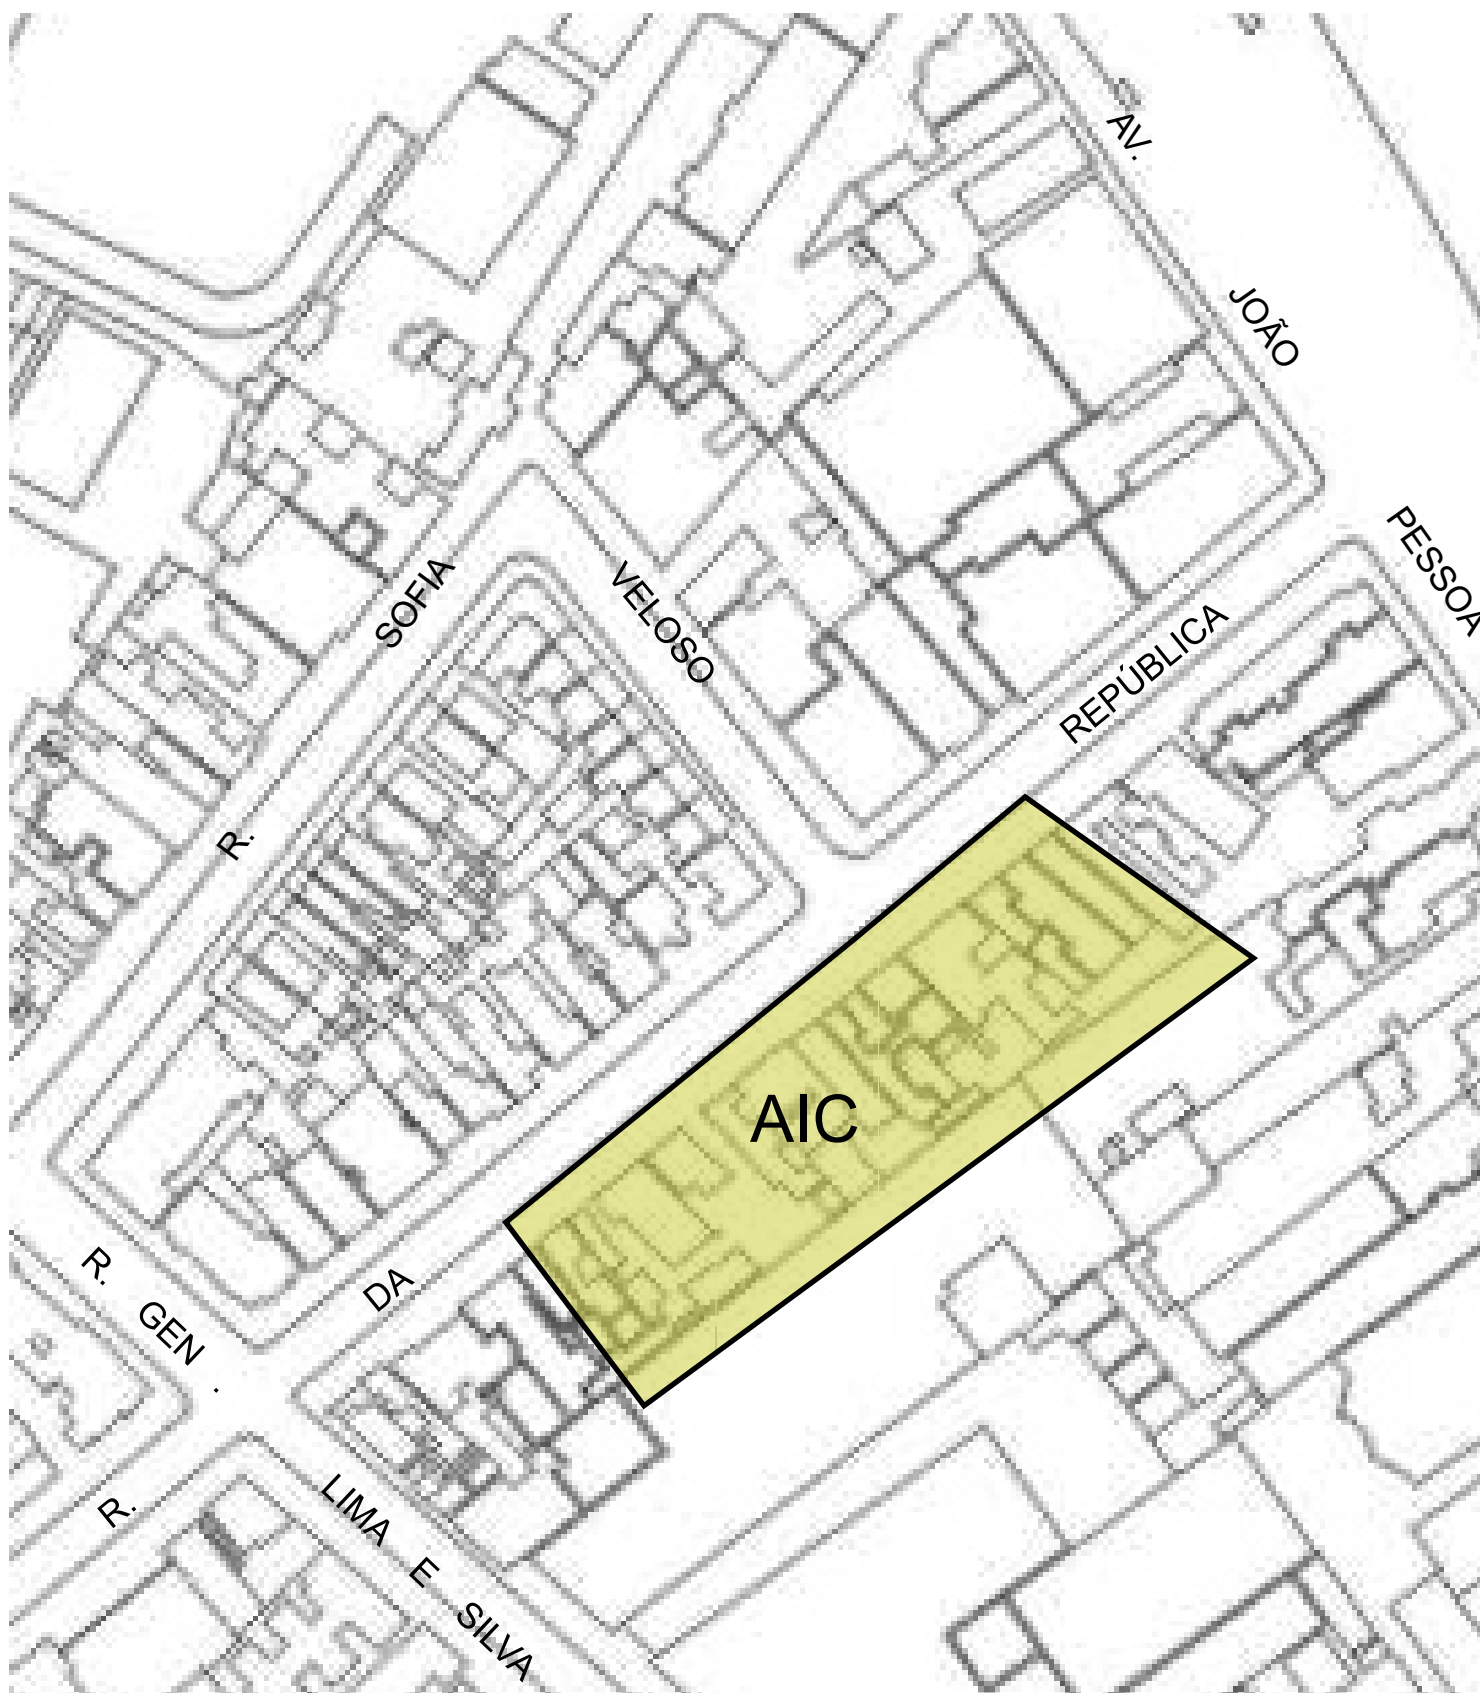 AV. JOÃO PESSOA
R. SOFIA VELOSO
R. DA REPÚBLICA
AIC
R. GEN. LIMA E SILVA